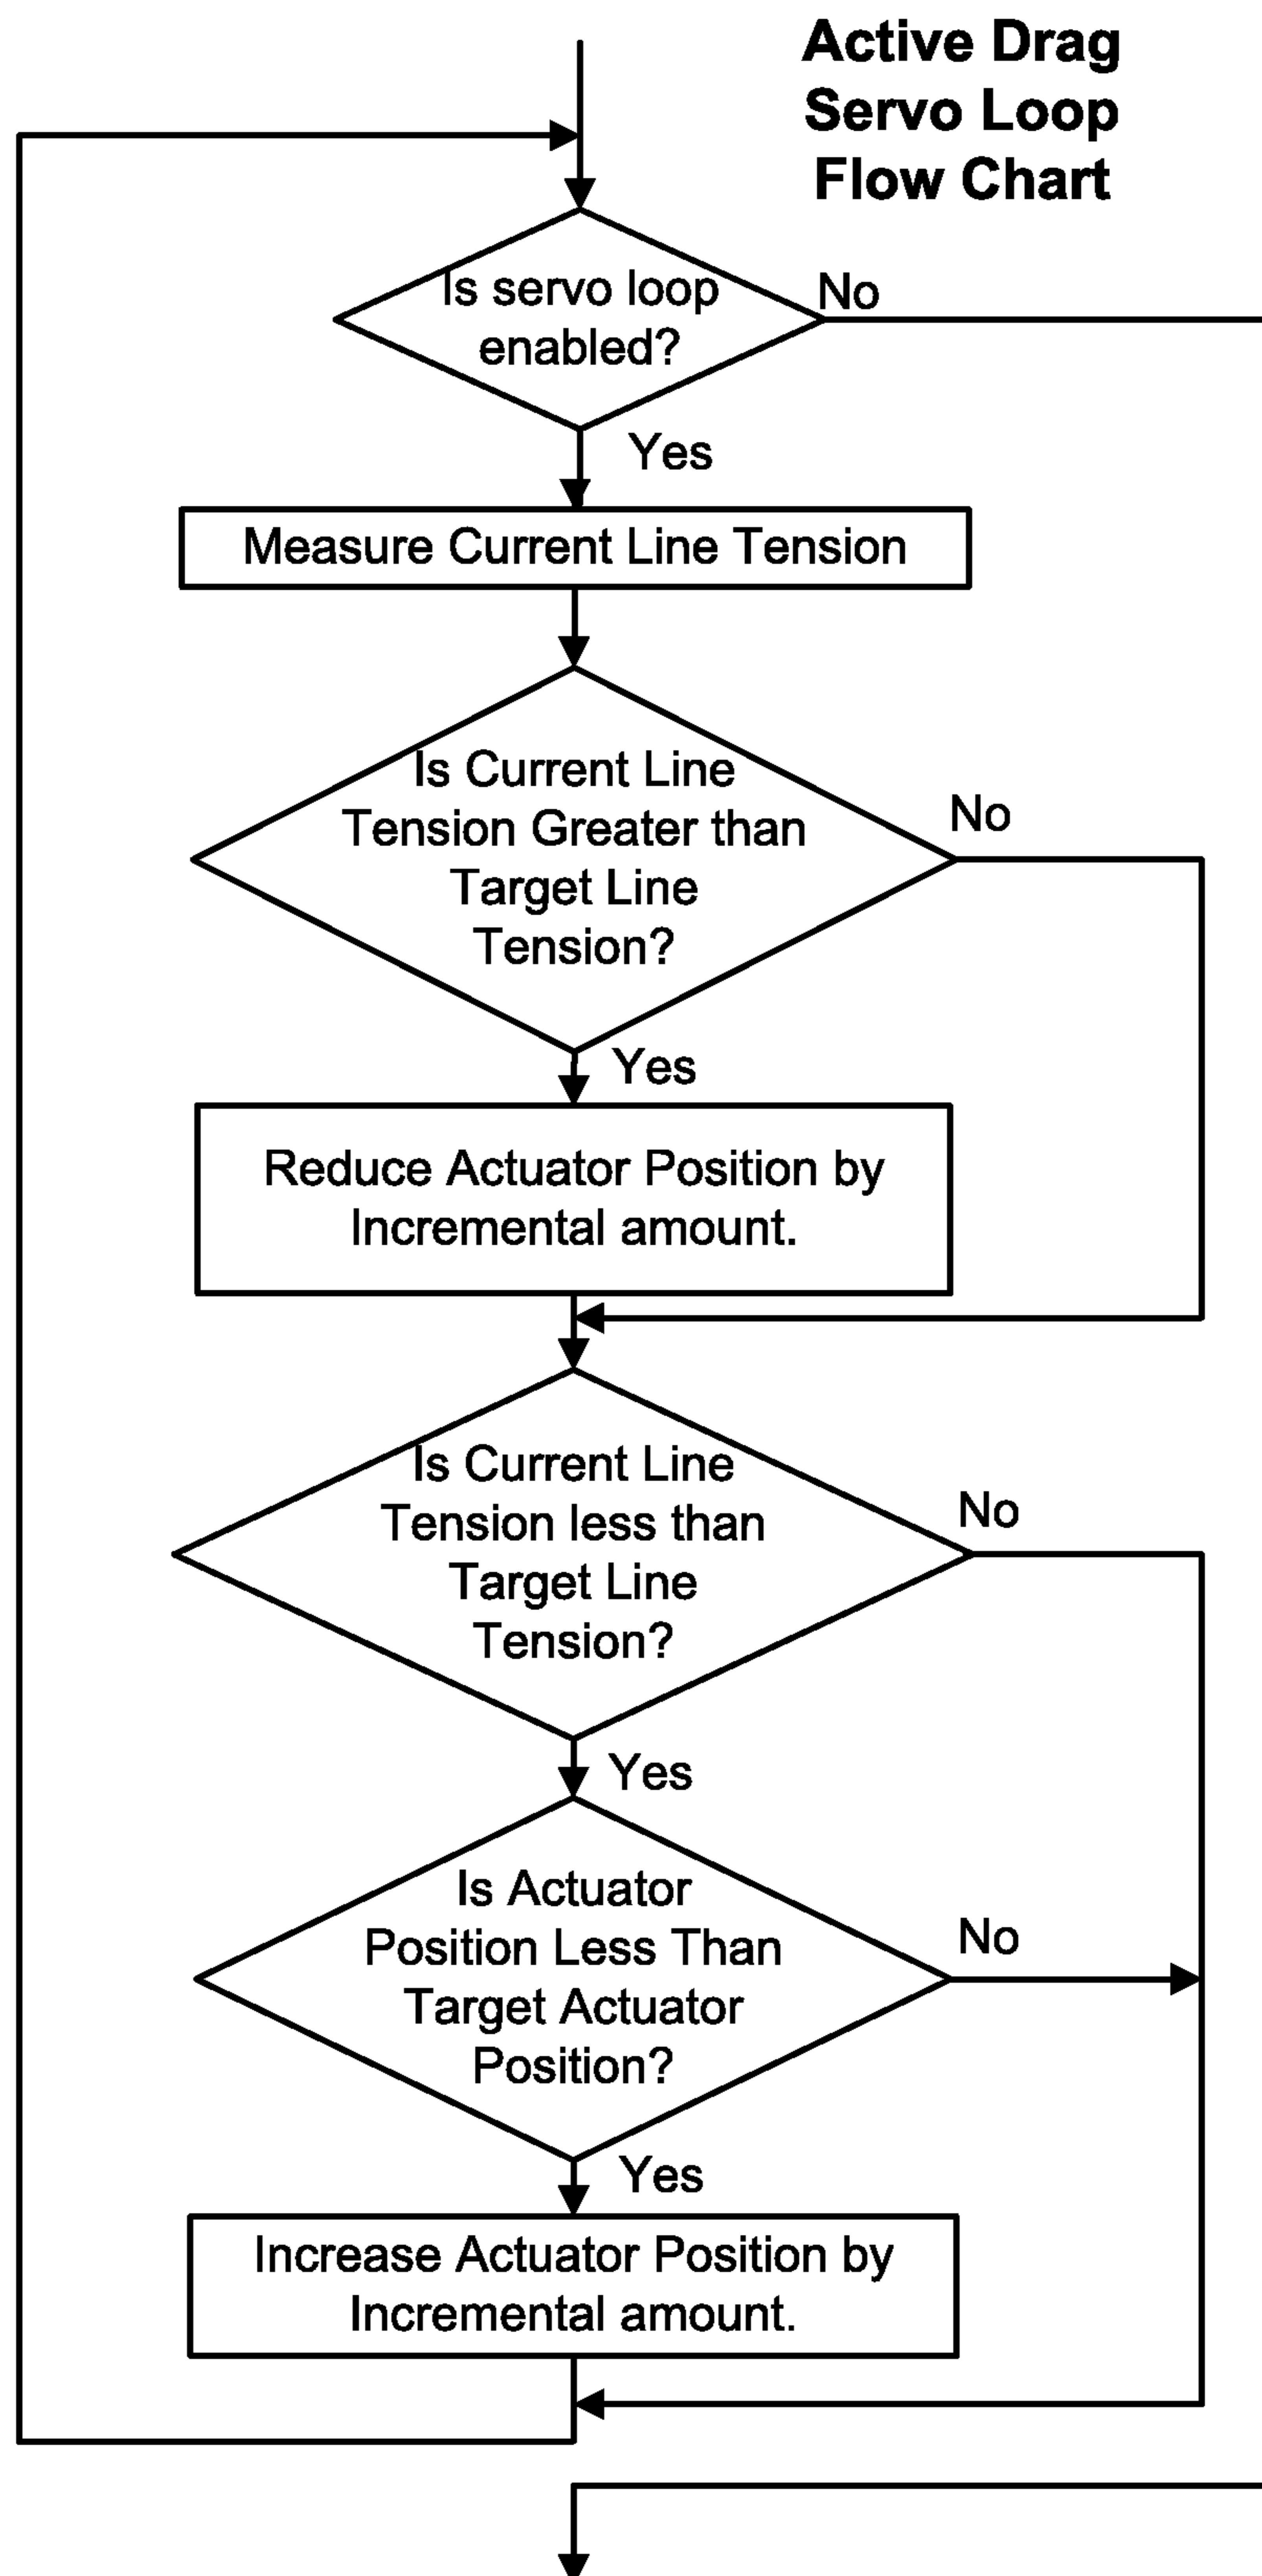 Active Drag
Servo Loop
Flow Chart
Is servo loop
enabled?
No
Yes
Measure Current Line Tension
Is Current Line
Tension Greater than
Target Line
Tension?
No
Yes
Reduce Actuator Position by
Incremental amount.
Is Current Line
Tension less than
Target Line
Tension?
No
Yes
Is Actuator
Position Less Than
Target Actuator
Position?
No
Yes
Increase Actuator Position by
Incremental amount.